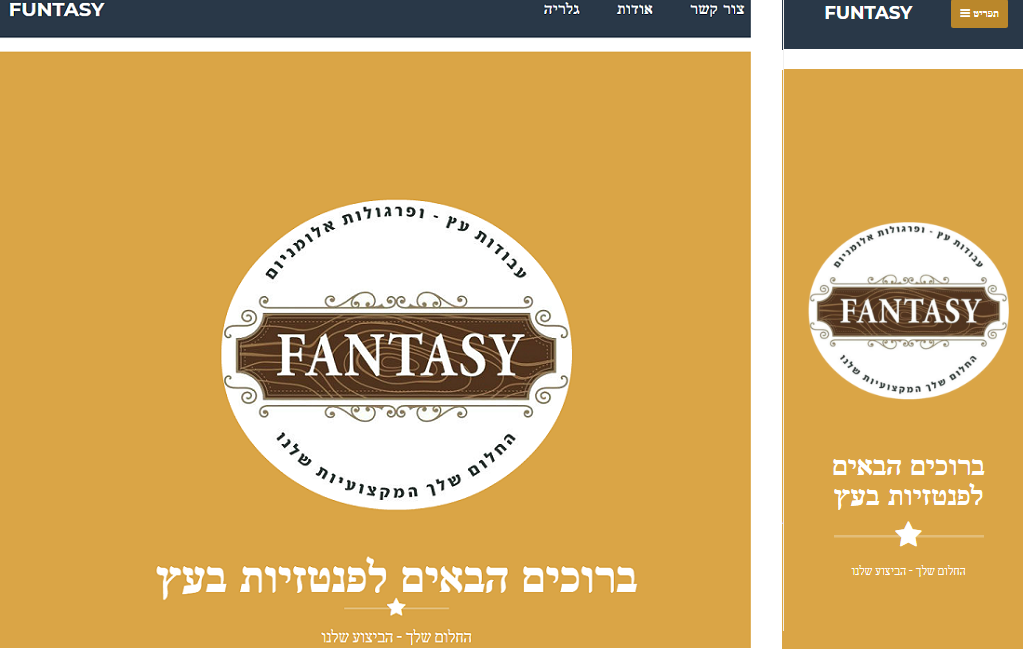 FUNTASY
צור קשר
אודות
גלריה
עבודות עץ - ופרגולות אלומניום
FANTASY
החלום שלך המקצועיות שלנו
ברוכים הבאים לפנטזיות בעץ
החלום שלך - הביצוע שלנו
FUNTASY
תפריט
עבודות עץ - ופרגולות אלומניום
FANTASY
החלום שלך המקצועיות שלנו
ברוכים הבאים
לפנטזיות בעץ
החלום שלך - הביצוע שלנו